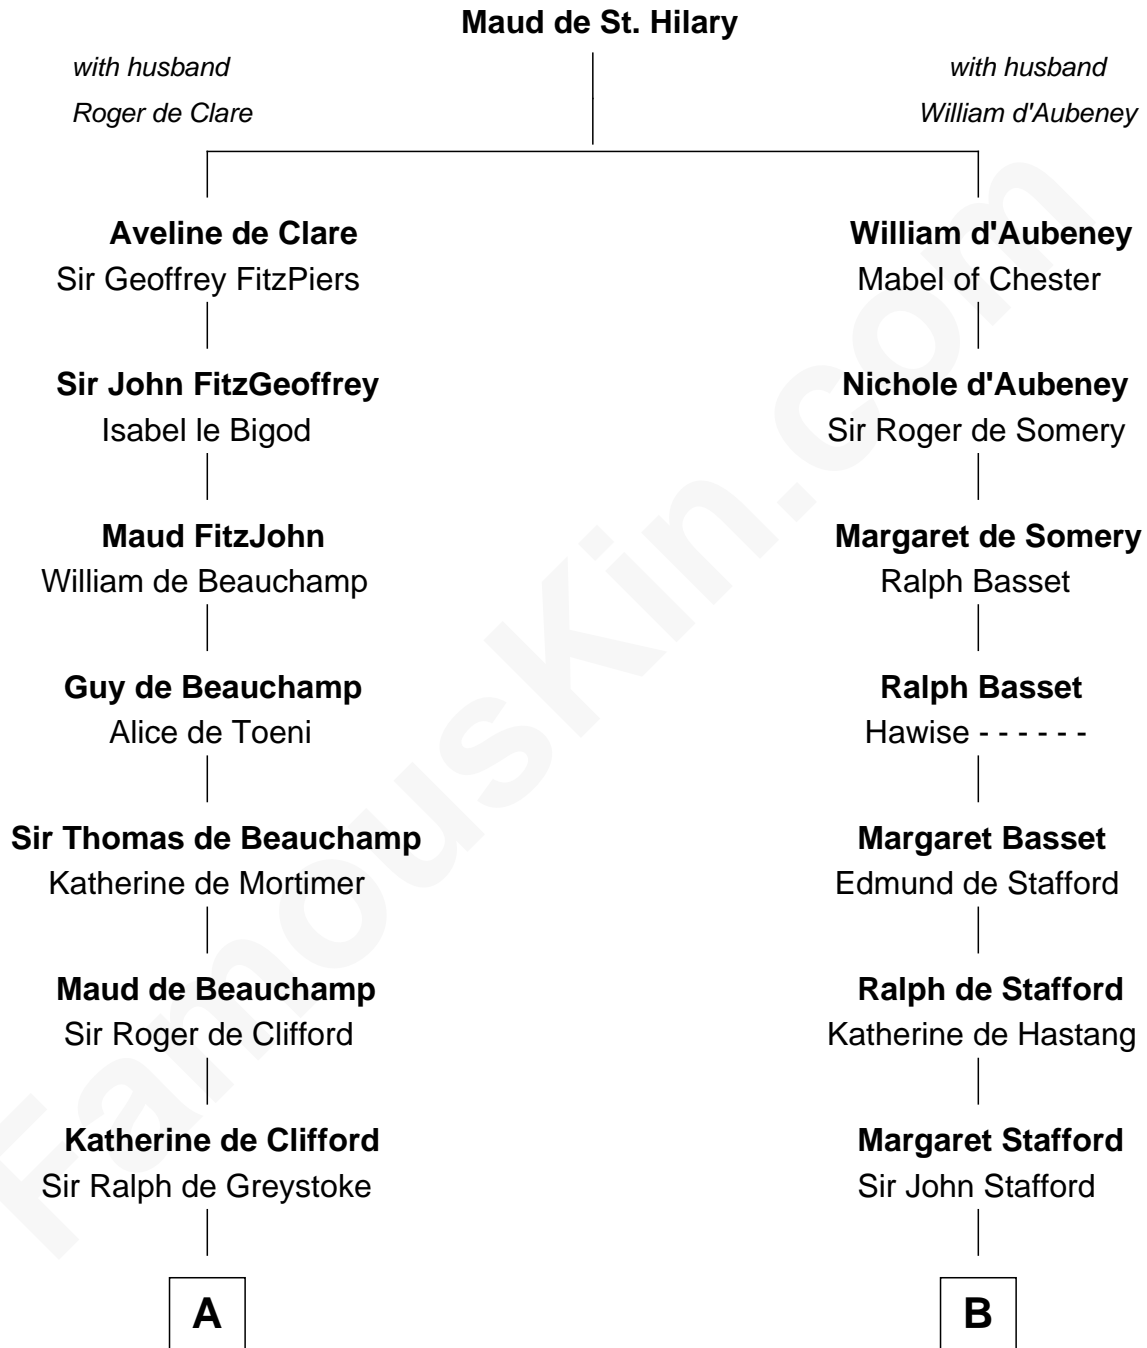 Maud de St. Hilary
with husband
Roger de Clare
with husband
William d'Aubeney
Aveline de Clare
Sir Geoffrey FitzPiers
William d'Aubeney
Mabel of Chester
Sir John FitzGeoffrey
Isabel le Bigod
Nichole d'Aubeney
Sir Roger de Somery
Maud FitzJohn
William de Beauchamp
Margaret de Somery
Ralph Basset
Guy de Beauchamp
Alice de Toeni
Ralph Basset
Hawise - - - - - -
Sir Thomas de Beauchamp
Katherine de Mortimer
Margaret Basset
Edmund de Stafford
Maud de Beauchamp
Sir Roger de Clifford
Ralph de Stafford
Katherine de Hastang
Katherine de Clifford
Sir Ralph de Greystoke
Margaret Stafford
Sir John Stafford
A
B
FamousKin.com